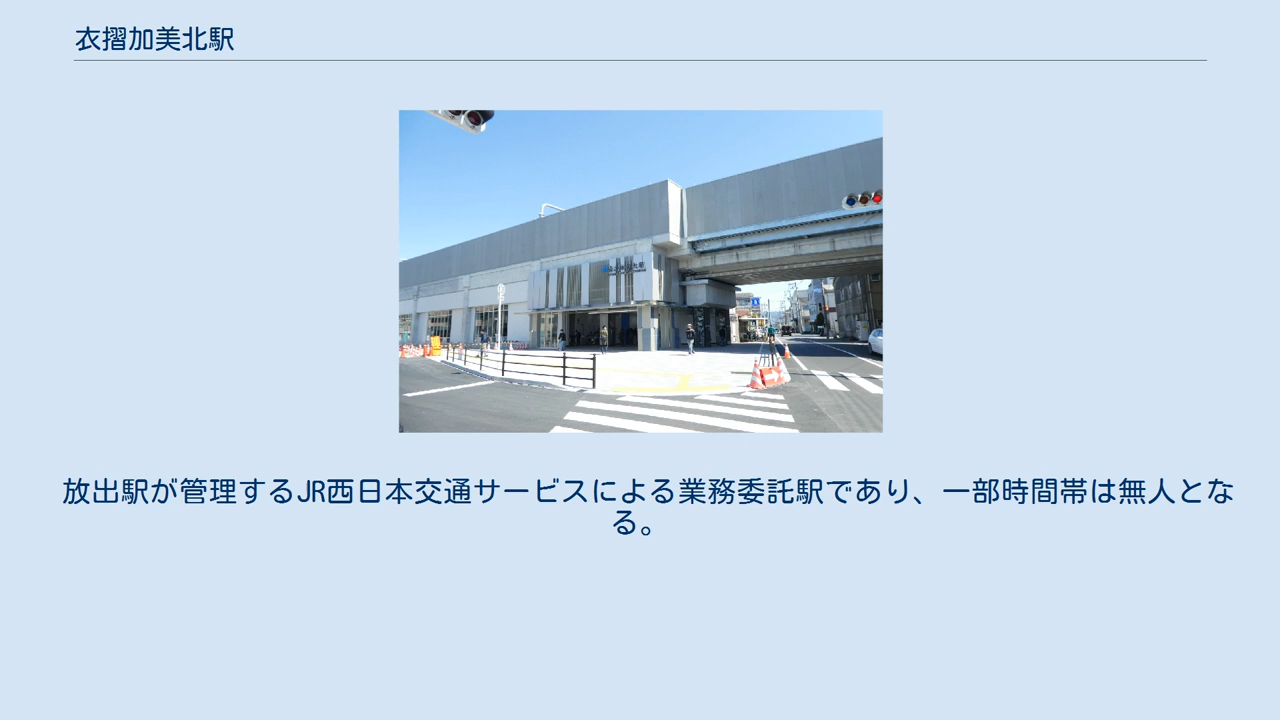 衣摺加美北駅
放出駅が管理するJR西日本交通サービスによる業務委託駅であり、一部時間帯は無人とな
る。